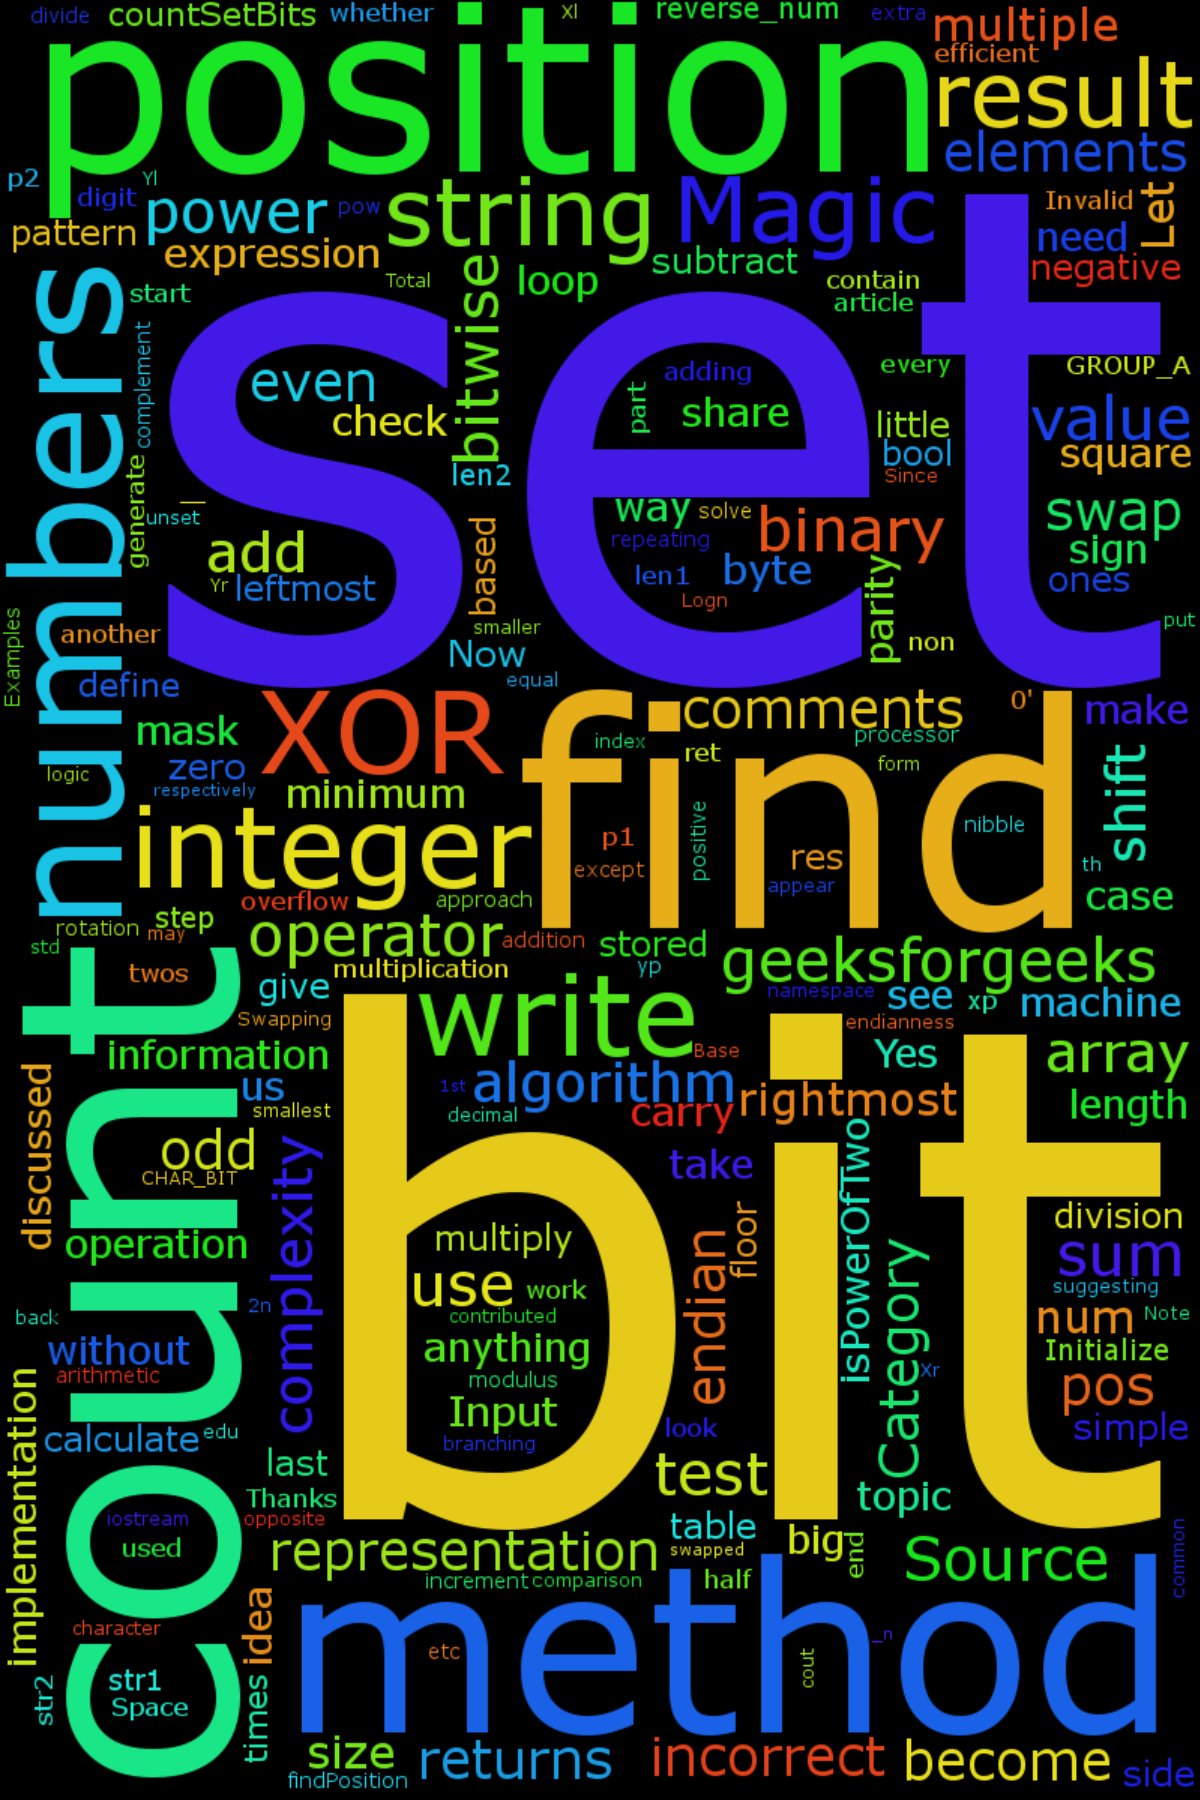 divide
countSetBits
whether
Xl
reverse_num
extra
multiple
position
efficient
result
elements
p2
Yl
digit
power
pow
string
Magic
Invalid
Let
pattern
expression
need
Total
loop
subtract
negative
start
bitwise
contain
article
numbers
complement
set
even
check
part
adding
share
every
GROUP_A
little
value
bool
square
Since
len2
generate
unset
add
Yr
leftmost
based
way
solve
binary
swap
repeating
sign
len1
byte
ones
Logn
parity
Examples
another
smaller
non
put
Now
equal
define
XOR
find
comments
0'
make
mask
index
ret
processor
form
shift
logic
zero
respectively
minimum
integer
p1
positive
nibble
except
res
appear
th
case
overflow
approach
rotation
step
may
operator
addition
stored
geeksforgeeks
std
twos
multiplication
yp
count
give
write
namespace
see
xp
machine
Swapping
endianness
information
Base
Yes
array
discussed
us
1st
algorithm
smallest
decimal
carry
rightmost
length
odd
CHAR_BIT
complexity
bit
take
isPowerOfTwo
operation
multiply
endian
floor
division
Category
sum
use
work
suggesting
2n
contributed
num
Note
back
without
anything
Initialize
arithmetic
modulus
Xr
pos
implementation
Input
calculate
edu
branching
look
simple
last
test
Thanks
topic
iostream
opposite
table
common
used
representation
swapped
big
end
Source
increment
comparison
half
idea
method
character
etc
_n
cout
str2
str1
Space
times
size
returns
incorrect
become
side
findPosition